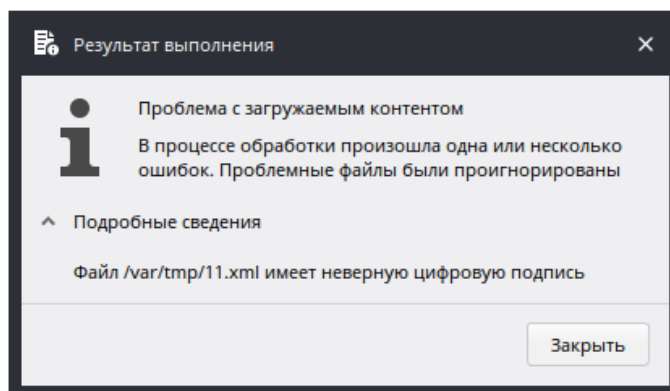 Результат выполнения
Проблема с загружаемым контентом
В процессе обработки произошла одна или несколько
ошибок. Проблемные файлы были проигнорированы
Подробные сведения
Файл /var/tmp/11.xml имеет неверную цифровую подпись
Закрыть